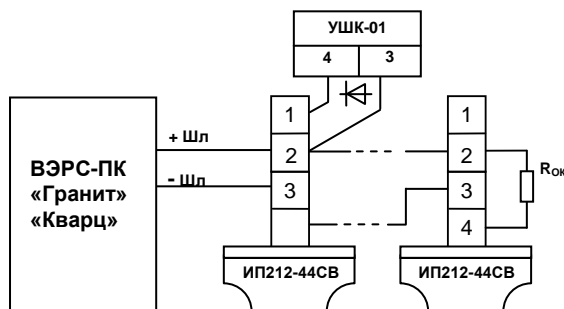 УШК-01
4 3
1 1
+ Шл
2 2
ВЭРС-ПК
«Гранит»
«Кварц»
- Шл
3 3
Rок
4
ИП212-44СВ ИП212-44СВ